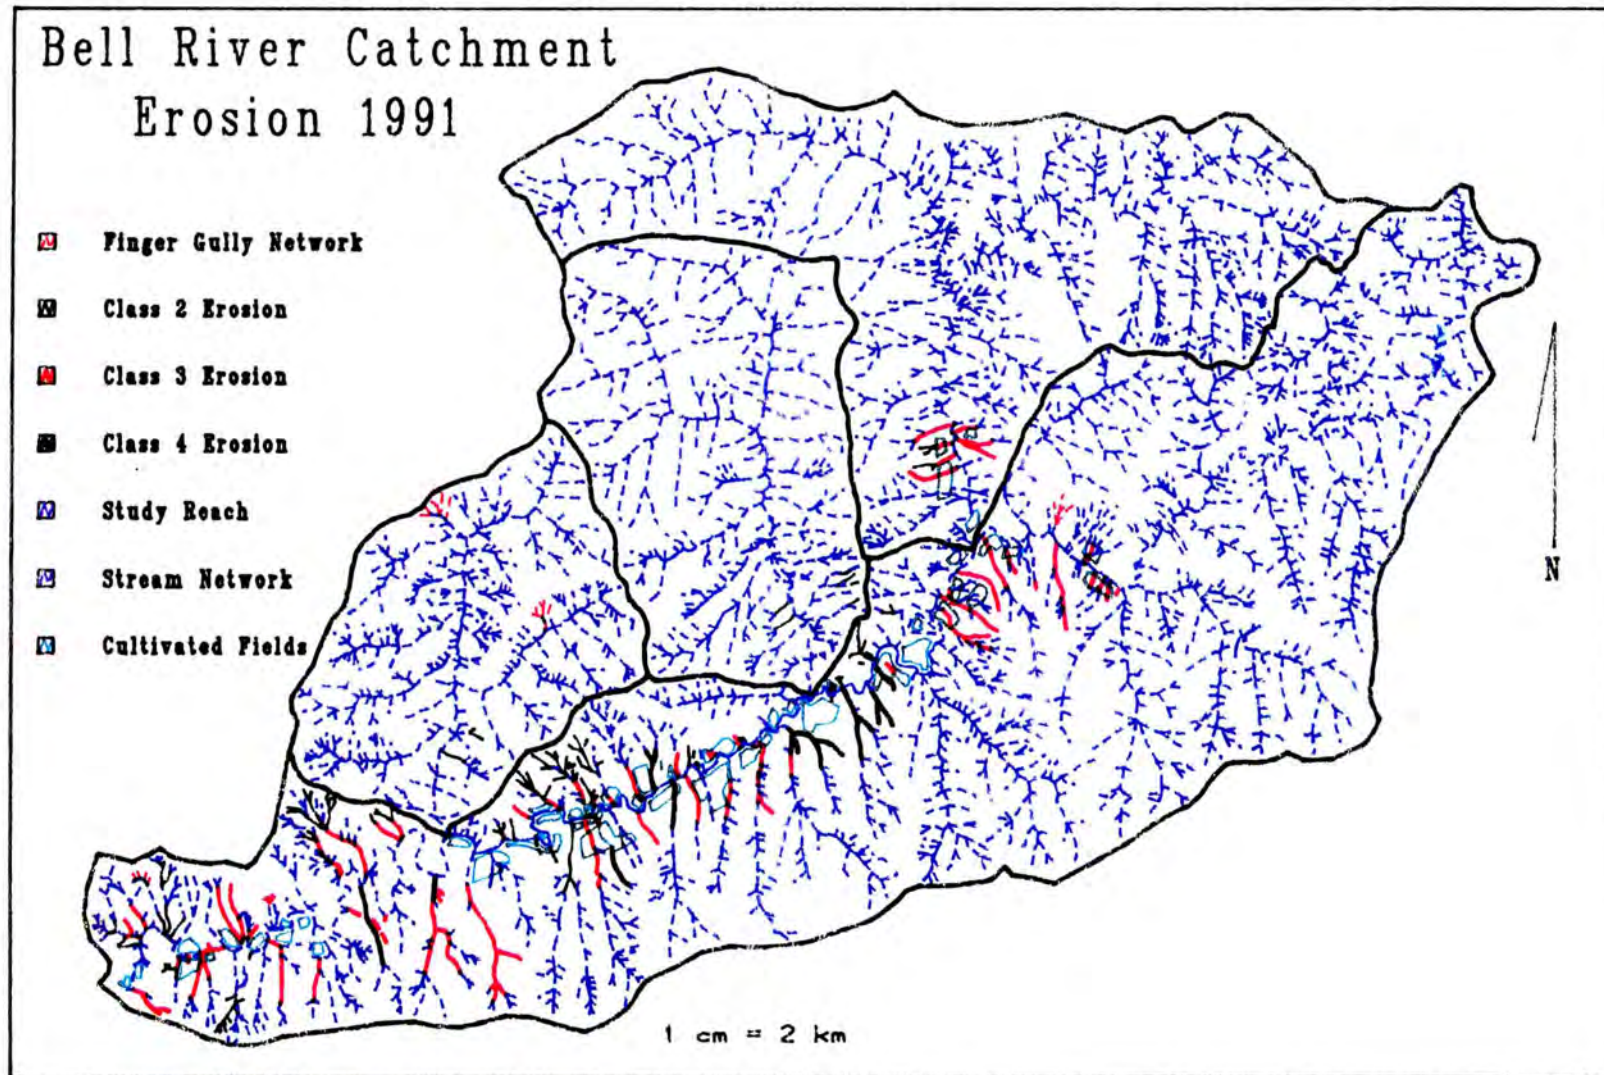 Bell River Catchment
Erosion 1991
Finger Gully Network
Class 2 Erosion
Class 3 Erosion
Class 4 Erosion
Study Reach
Stream Network
Cultivated Fields
N
1 cm = 2 km